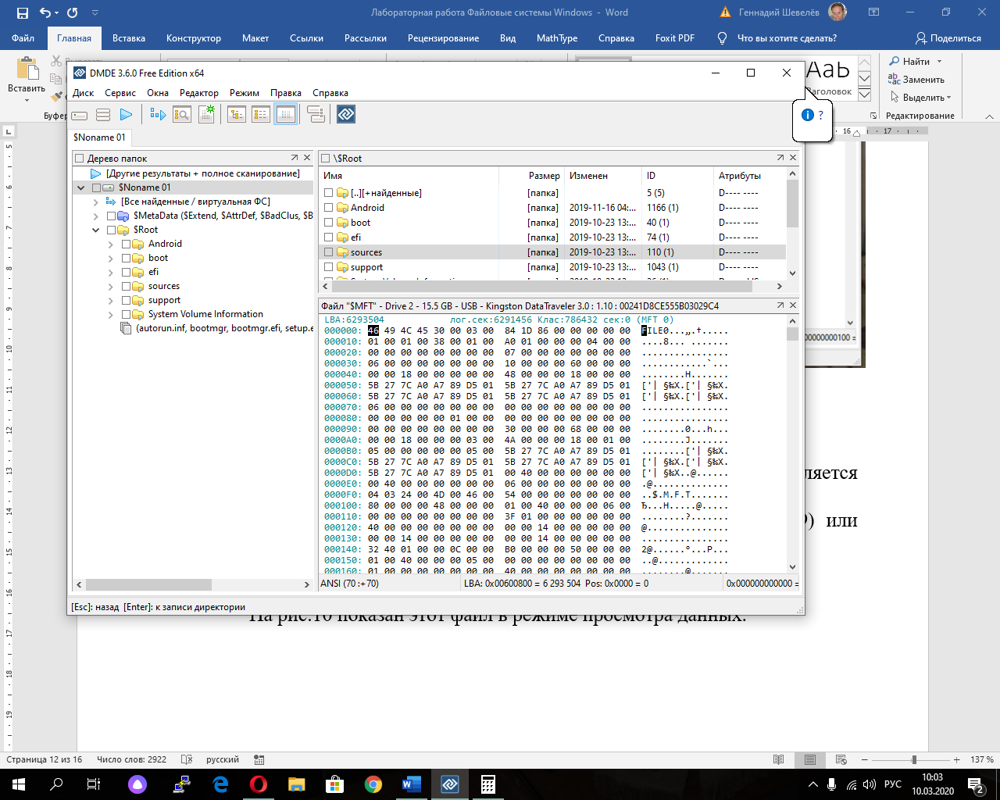 Лабораторная работа Файловые системы Windows - Word
Геннадий Шевелёв
Файл Главная Вставка Конструктор Макет Ссылки Рассылки Рецензирование Вид MathType Справка Foxit PDF Что вы хотите сделать? Поделиться
Вставить
Вырезать
Буфер
Заголовок
Найти
Заменить
Выделить
Редактирование
DMDE 3.6.0 Free Edition x64
Диск Сервис Окна Редактор Режим Правка Справка
$Noname 01
Дерево папок
[Другие результаты + полное сканирование]
$Noname 01
[Все найденные / виртуальная ФС]
$MetaData ($Extend, $AttrDef, $BadClus, $B
$Root
Android
boot
efi
sources
support
System Volume Information
(autorun.inf, bootmgr, bootmgr.efi, setup.e
\$Root
Имя Размер Изменен ID Атрибуты
[..][+найденные] [папка] 5 (5) D---- ----
Android [папка] 2019-11-16 04:... 1166 (1) D---- ----
boot [папка] 2019-10-23 13:... 40 (1) D---- ----
efi [папка] 2019-10-23 13:... 74 (1) D---- ----
sources [папка] 2019-10-23 13:... 110 (1) D---- ----
support [папка] 2019-10-23 13:... 1043 (1) D---- ----
Файл "$MFT" - Drive 2 - 15.5 GB - USB - Kingston DataTraveler 3.0 : 1.10 : 00241D8CE555B03029C4
LBA:6293504 лог.сек:6291456 Клас:786432 сек:0 (MFT 0)
000000: 46 49 4C 45 30 00 03 00 84 1D 86 00 00 00 00 00 FILE0...„.†.....
000010: 01 00 01 00 38 00 01 00 A0 01 00 00 00 04 00 00 ....8... .......
000020: 00 00 00 00 00 00 00 00 07 00 00 00 00 00 00 00 ................
000030: 06 00 00 00 00 00 00 00 10 00 00 00 60 00 00 00 ............`...
000040: 00 00 18 00 00 00 00 00 48 00 00 00 18 00 00 00 ........H.......
000050: 5B 27 7C A0 A7 89 D5 01 5B 27 7C A0 A7 89 D5 01 ['| §‰Х.['| §‰Х.
000060: 5B 27 7C A0 A7 89 D5 01 5B 27 7C A0 A7 89 D5 01 ['| §‰Х.['| §‰Х.
000070: 06 00 00 00 00 00 00 00 00 00 00 00 00 00 00 00 ................
000080: 00 00 00 00 00 01 00 00 00 00 00 00 00 00 00 00 ................
000090: 00 00 00 00 00 00 00 00 30 00 00 00 68 00 00 00 ........0...h...
0000A0: 00 00 18 00 00 00 03 00 4A 00 00 00 18 00 01 00 ........J.......
0000B0: 05 00 00 00 00 00 05 00 5B 27 7C A0 A7 89 D5 01 ........['| §‰Х.
0000C0: 5B 27 7C A0 A7 89 D5 01 5B 27 7C A0 A7 89 D5 01 ['| §‰Х.['| §‰Х.
0000D0: 5B 27 7C A0 A7 89 D5 01 00 40 00 00 00 00 00 00 ['| §‰Х..@......
0000E0: 00 40 00 00 00 00 00 00 06 00 00 00 00 00 00 00 .@..............
0000F0: 04 03 24 00 4D 00 46 00 54 00 00 00 00 00 00 00 ..$.M.F.T.......
000100: 80 00 00 00 48 00 00 00 01 00 40 00 00 00 06 00 Ђ...H.....@.....
000110: 00 00 00 00 00 00 00 00 3F 01 00 00 00 00 00 00 ........?.......
000120: 40 00 00 00 00 00 00 00 00 00 14 00 00 00 00 00 @...............
000130: 00 00 14 00 00 00 00 00 00 00 14 00 00 00 00 00 ................
000140: 32 40 01 00 00 0C 00 00 B0 00 00 00 50 00 00 00 2@......°...P...
000150: 01 00 40 00 00 00 05 00 00 00 00 00 00 00 00 00 ..@.............
000160: 01 00 00 00 00 00 00 00 40 00 00 00 00 00 00 00 ........@.......
ANSI (70 :+70) LBA: 0x00600800 = 6 293 504 Pos: 0x0000 = 0 0x000000000000 =
[Esc]: назад [Enter]: к записи директории
00000000100 =
ляется
или
На рис.10 показан этот файл в режиме просмотра данных.
Страница 12 из 16 Число слов: 2922 русский 137 %
РУС
10:03
10.03.2020
2